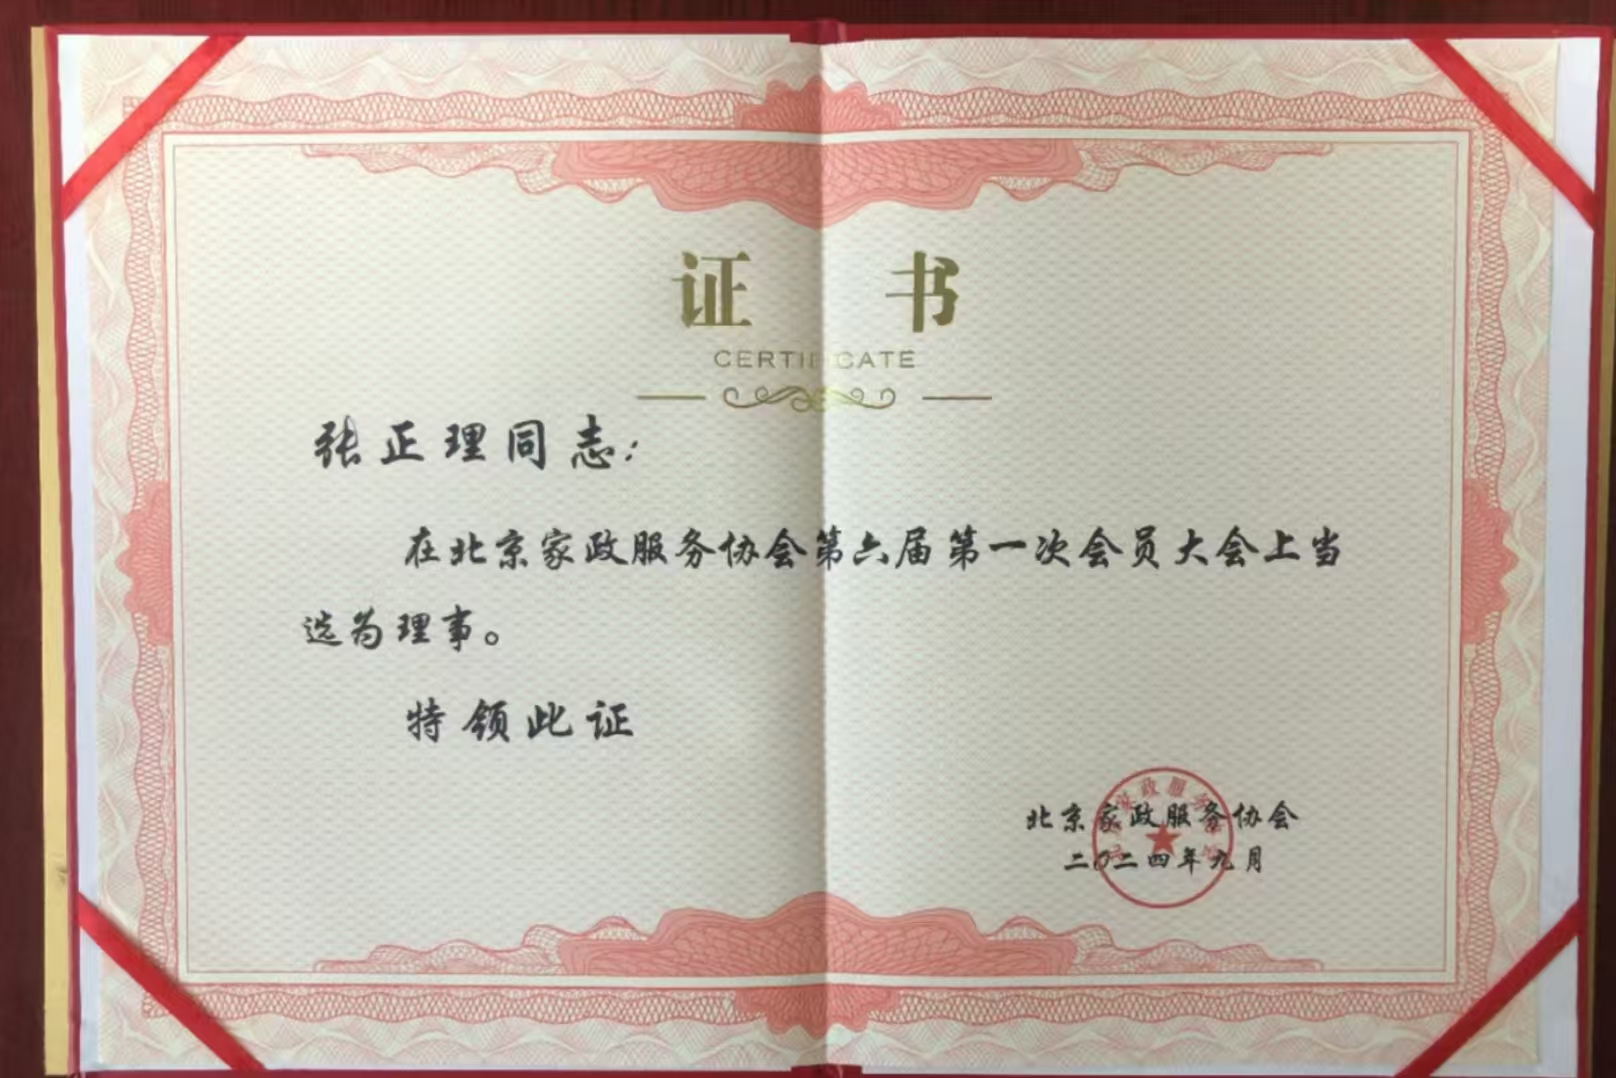 证 书
CERTIFICATE
张正理同志：
在北京家政服务协会第六届第一次会员大会上当
选为理事。
特领此证
北京家政服务协会
二〇二四年九月